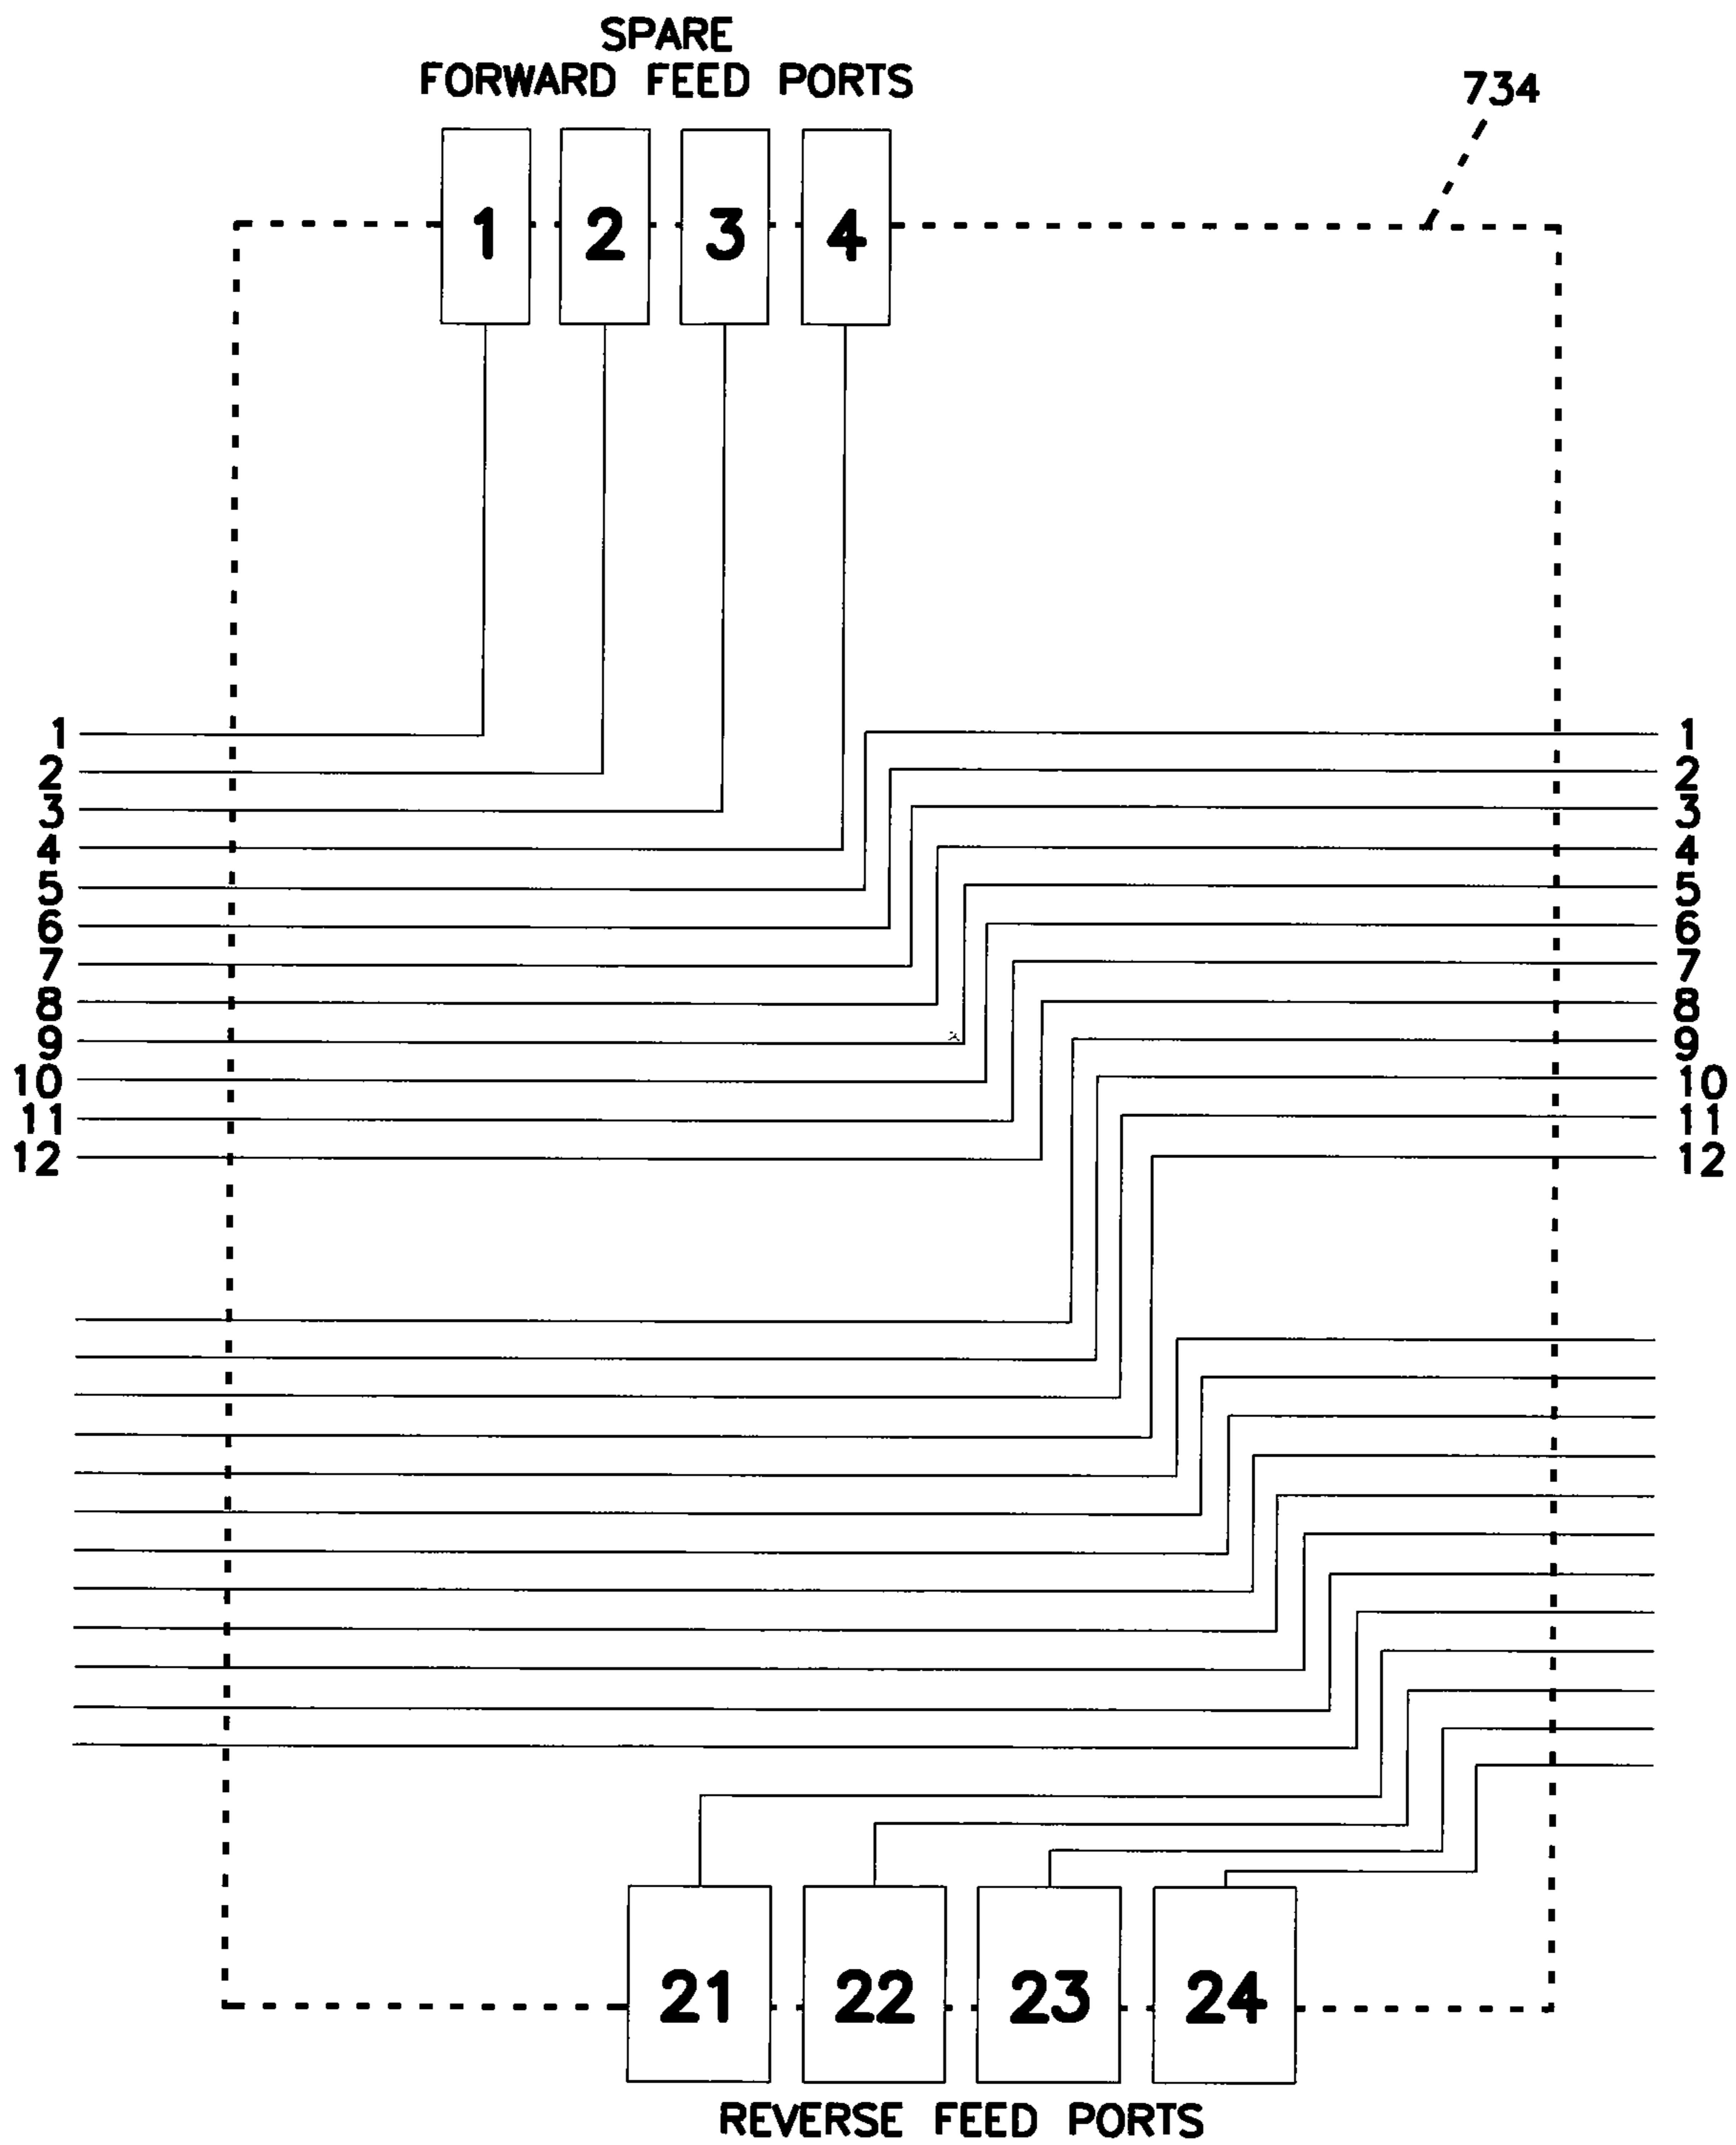 SPARE
FORWARD FEED PORTS
734
1 2 3 4
1 1
2 2
3 3
4 4
5 5
6 6
7 7
8 8
9 9
10 10
11 11
12 12
21 22 23 24
REVERSE FEED PORTS